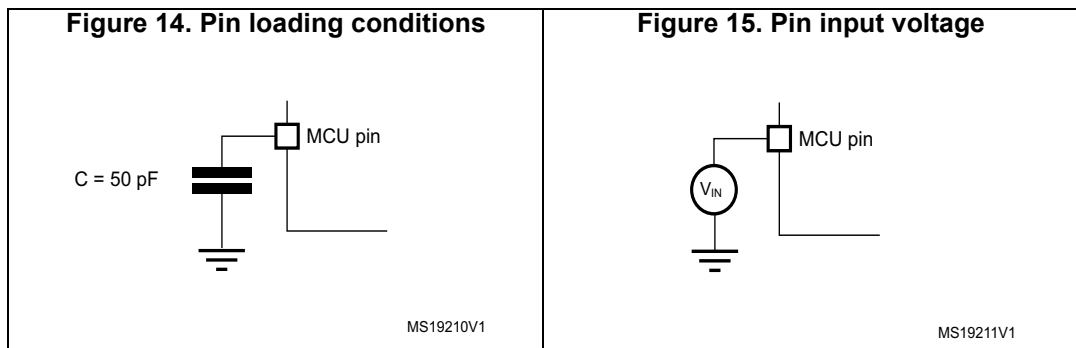 Figure 14. Pin loading conditions
MCU pin
C = 50 pF
MS19210V1
Figure 15. Pin input voltage
MCU pin
VIN
MS19211V1